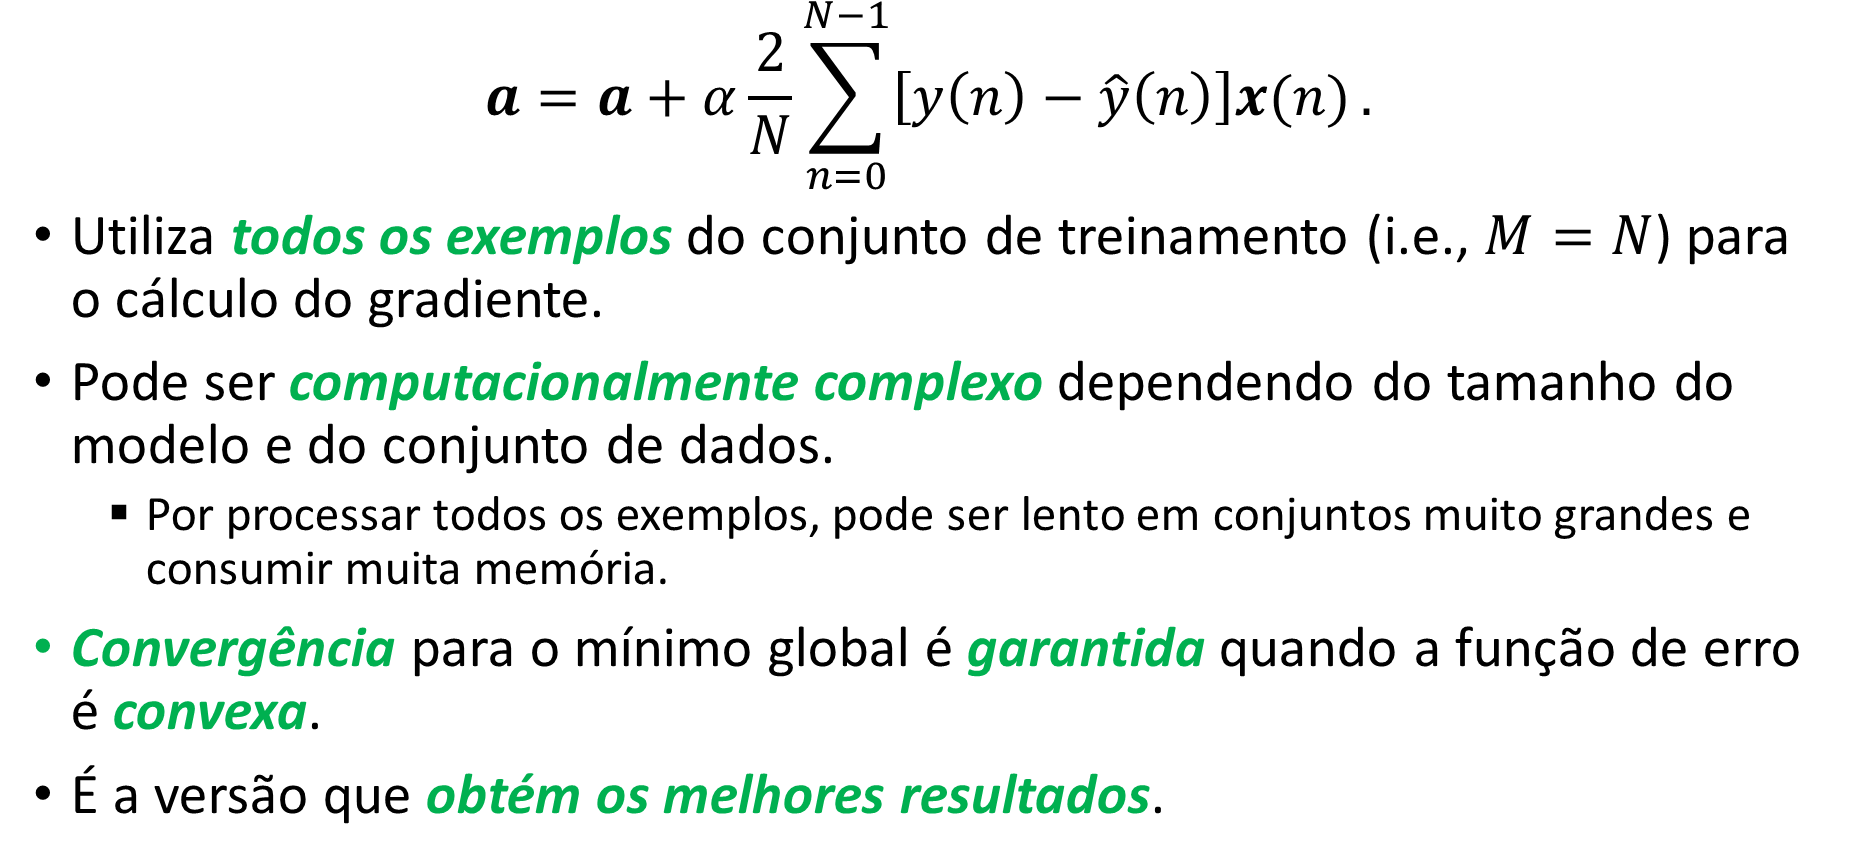 𝒂 = 𝒂 + α 2/N ∑_{n=0}^{N−1} [y(n) − ŷ(n)]𝒙(n) .
• Utiliza todos os exemplos do conjunto de treinamento (i.e., M = N) para
o cálculo do gradiente.
• Pode ser computacionalmente complexo dependendo do tamanho do
modelo e do conjunto de dados.
▪ Por processar todos os exemplos, pode ser lento em conjuntos muito grandes e
consumir muita memória.
• Convergência para o mínimo global é garantida quando a função de erro
é convexa.
• É a versão que obtém os melhores resultados.